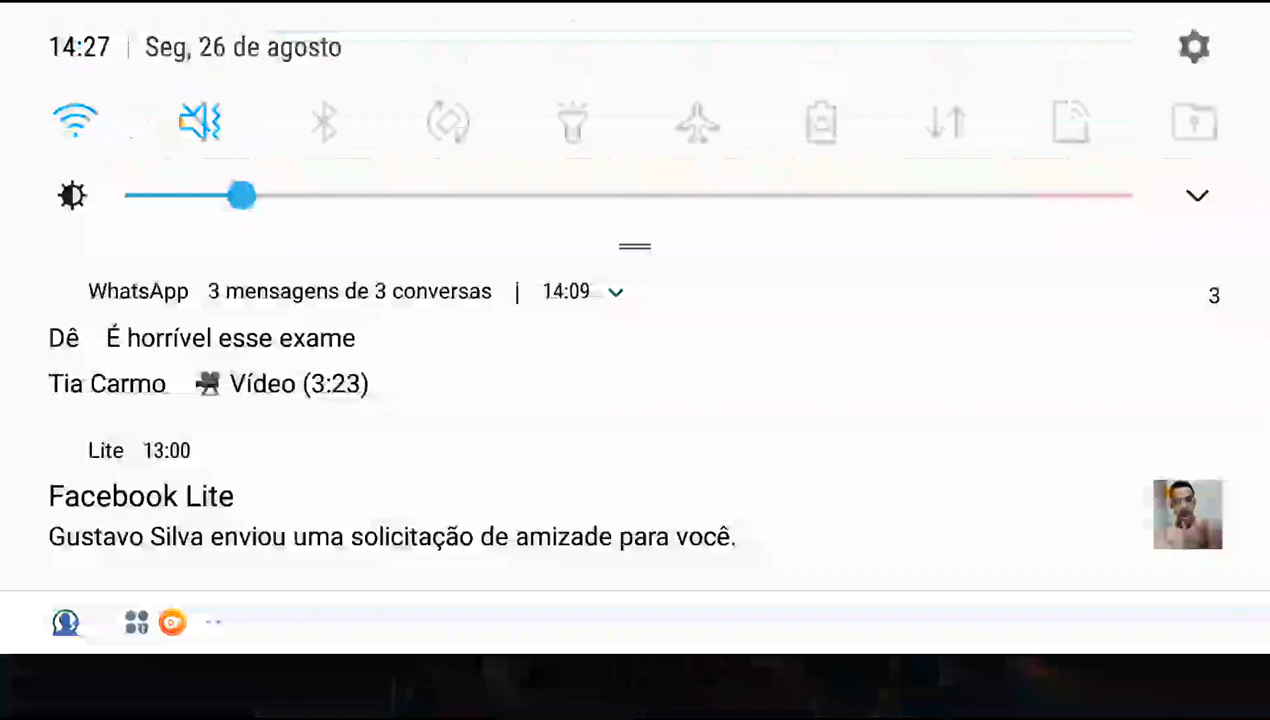 14:27 | Seg, 26 de agosto
WhatsApp 3 mensagens de 3 conversas | 14:09
3
Dê É horrível esse exame
Tia Carmo 🎥 Vídeo (3:23)
Lite 13:00
Facebook Lite
Gustavo Silva enviou uma solicitação de amizade para você.